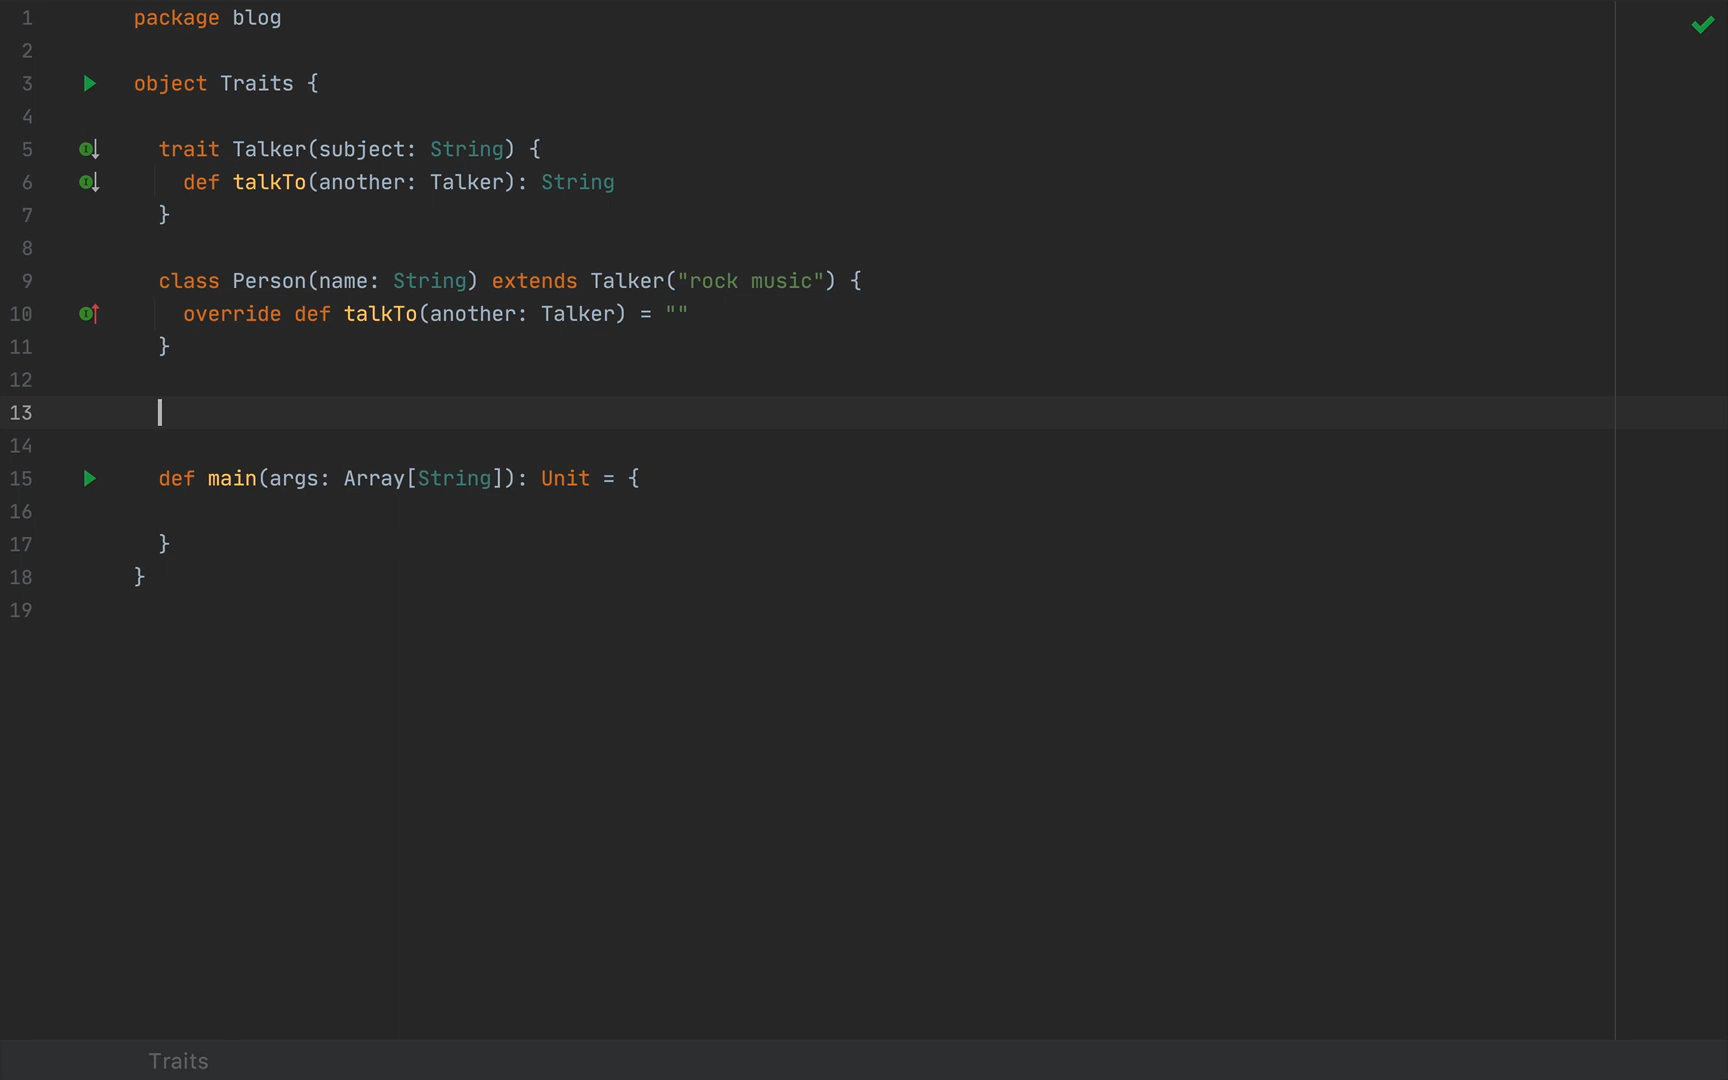 1 package blog
2
3 object Traits {
4
5 trait Talker(subject: String) {
6 def talkTo(another: Talker): String
7 }
8
9 class Person(name: String) extends Talker("rock music") {
10 override def talkTo(another: Talker) = ""
11 }
12
13
14
15 def main(args: Array[String]): Unit = {
16
17 }
18 }
19
Traits